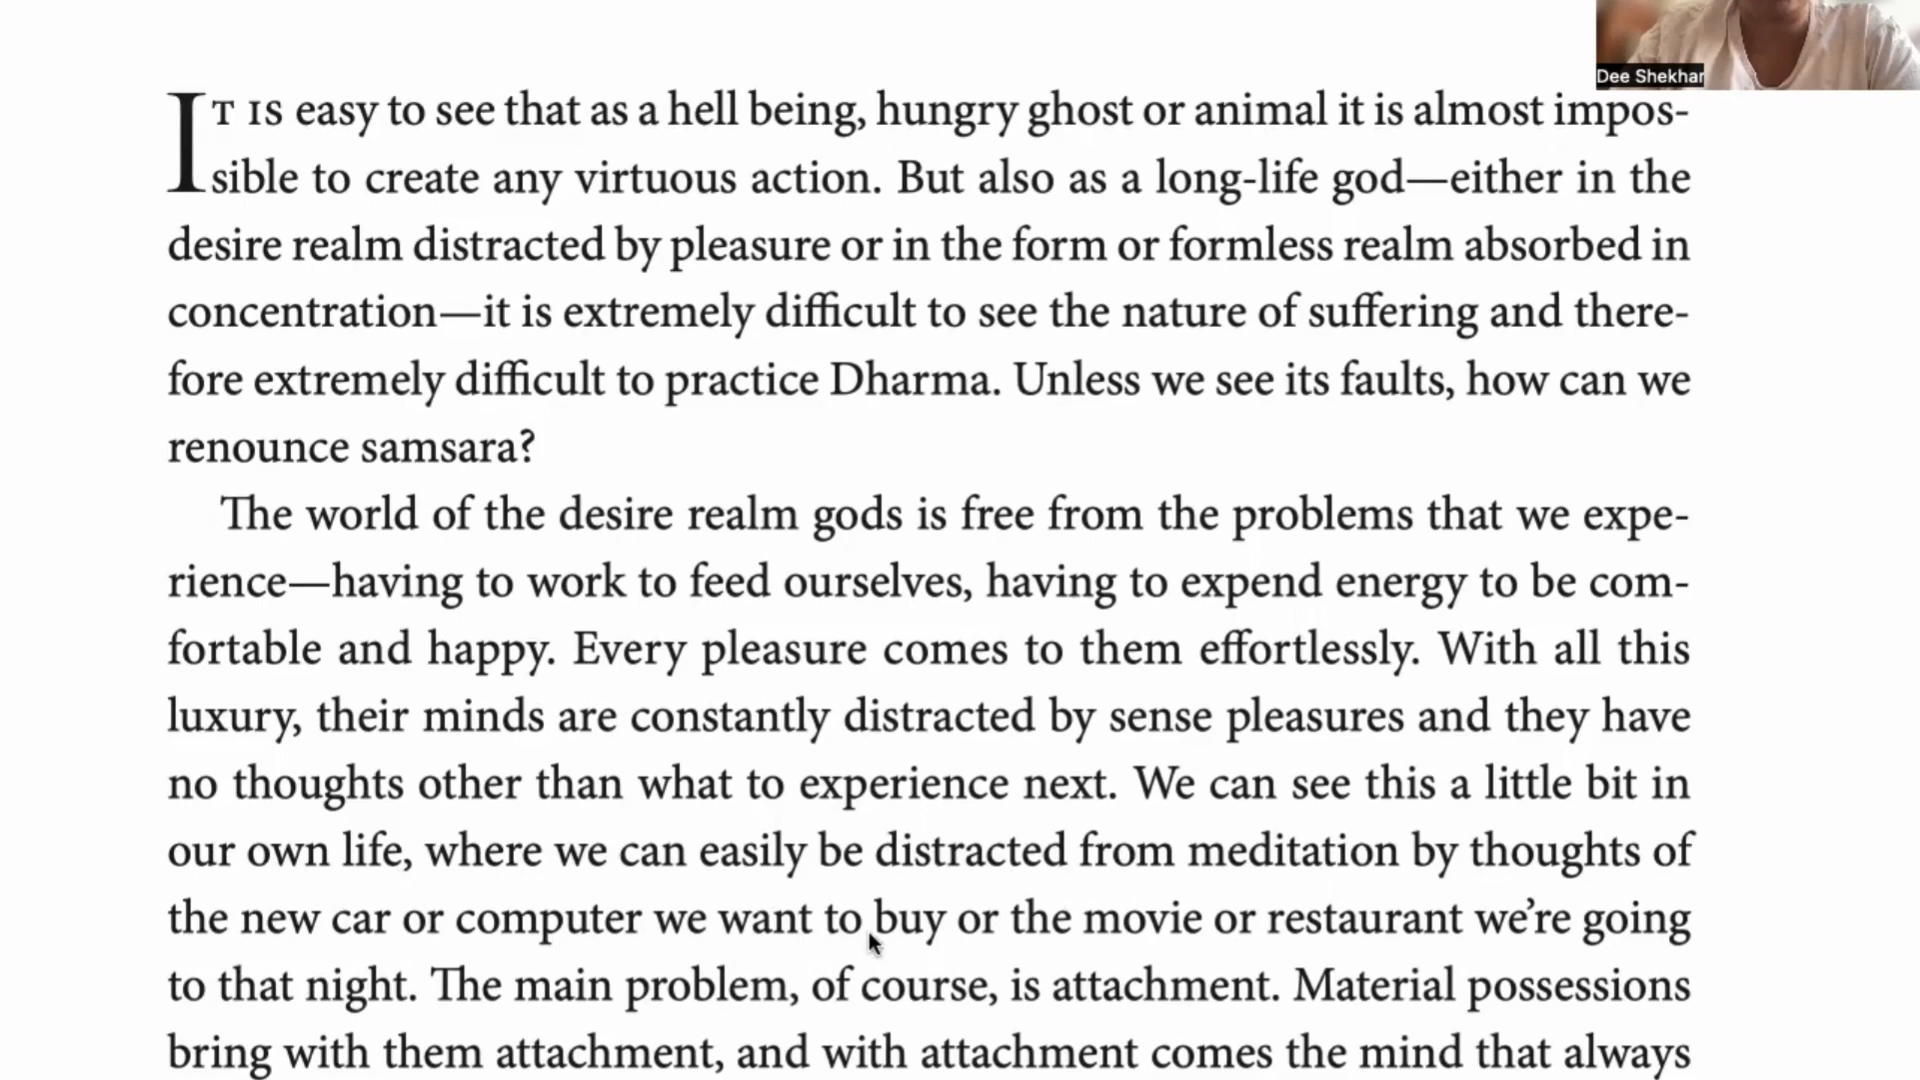 Dee Shekhar
IT IS easy to see that as a hell being, hungry ghost or animal it is almost impos-
sible to create any virtuous action. But also as a long-life god—either in the
desire realm distracted by pleasure or in the form or formless realm absorbed in
concentration—it is extremely difficult to see the nature of suffering and there-
fore extremely difficult to practice Dharma. Unless we see its faults, how can we
renounce samsara?
The world of the desire realm gods is free from the problems that we expe-
rience—having to work to feed ourselves, having to expend energy to be com-
fortable and happy. Every pleasure comes to them effortlessly. With all this
luxury, their minds are constantly distracted by sense pleasures and they have
no thoughts other than what to experience next. We can see this a little bit in
our own life, where we can easily be distracted from meditation by thoughts of
the new car or computer we want to buy or the movie or restaurant we’re going
to that night. The main problem, of course, is attachment. Material possessions
bring with them attachment, and with attachment comes the mind that always